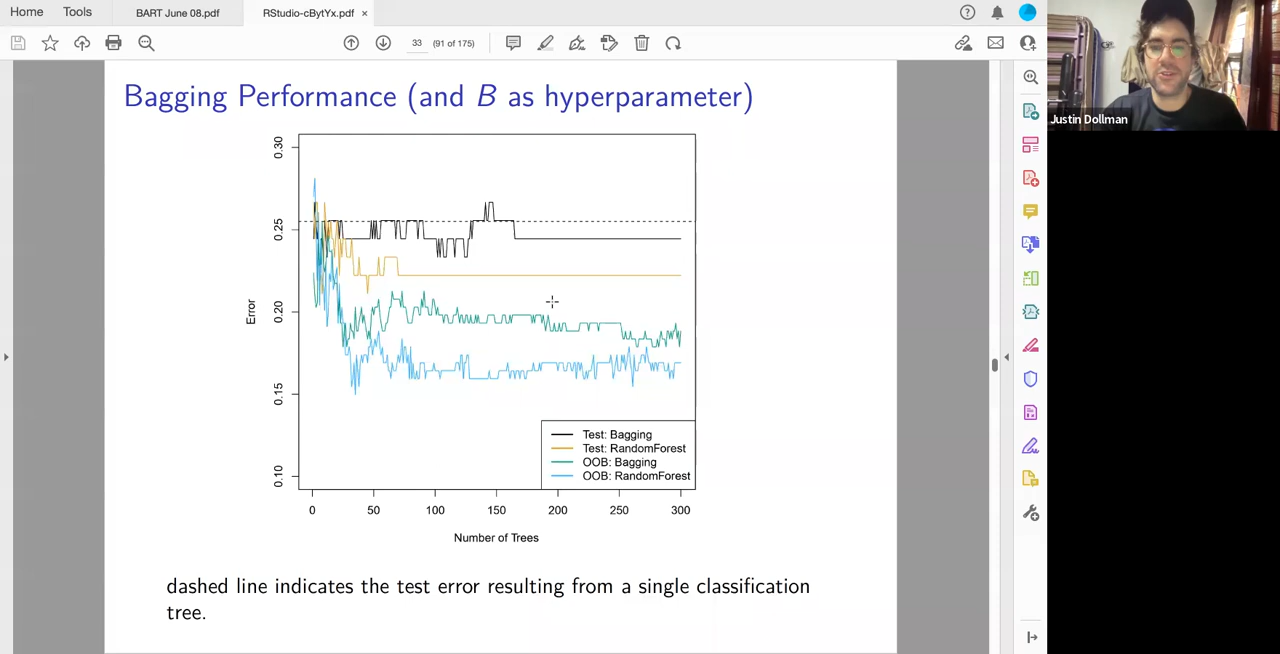 Home Tools BART June 08.pdf RStudio-cBytYx.pdf ×
33 (91 of 175)
Justin Dollman
Bagging Performance (and B as hyperparameter)
0.30
0.25
0.20
0.15
0.10
Error
Test: Bagging
Test: RandomForest
OOB: Bagging
OOB: RandomForest
0 50 100 150 200 250 300
Number of Trees
dashed line indicates the test error resulting from a single classification
tree.